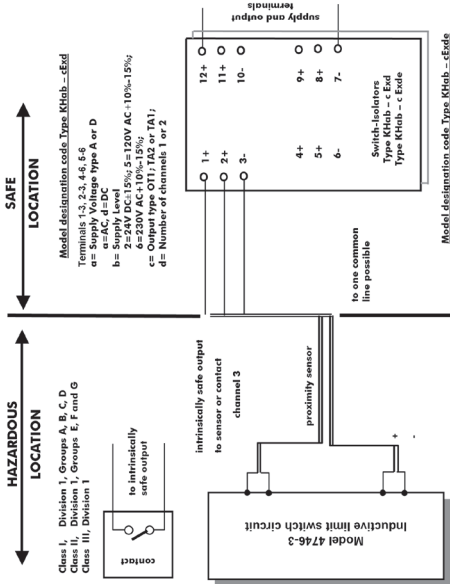 HAZARDOUS
LOCATION
SAFE
LOCATION
Class I, Division 1, Groups A, B, C, D
Class II, Division 1, Groups E, F and G
Class III, Division 1
contact
to intrinsically
safe output
Model designation code Type KHab – cExd
Terminals 1-3, 2-3, 4-6, 5-6
a= Supply Voltage type A or D
a=AC, d=DC
b= Supply Level
2=24V DC±15%; 5=120V AC +10%-15%;
6=230V AC+10%-15%;
c= Output type OT1; TA2 or TA1;
d= Number of channels 1 or 2
intrinsically safe output
to sensor or contact
channel 3
proximity sensor
Model 4746-3
Inductive limit switch circuit
+
-
to one common
line possible
1+
2+
3-
4+
5+
6-
12+
11+
10-
9+
8+
7-
Switch-Isolators
Type KHab – c Exd
Type KHab – c Exde
supply and output
terminals
Model designation code Type KHab – cExde